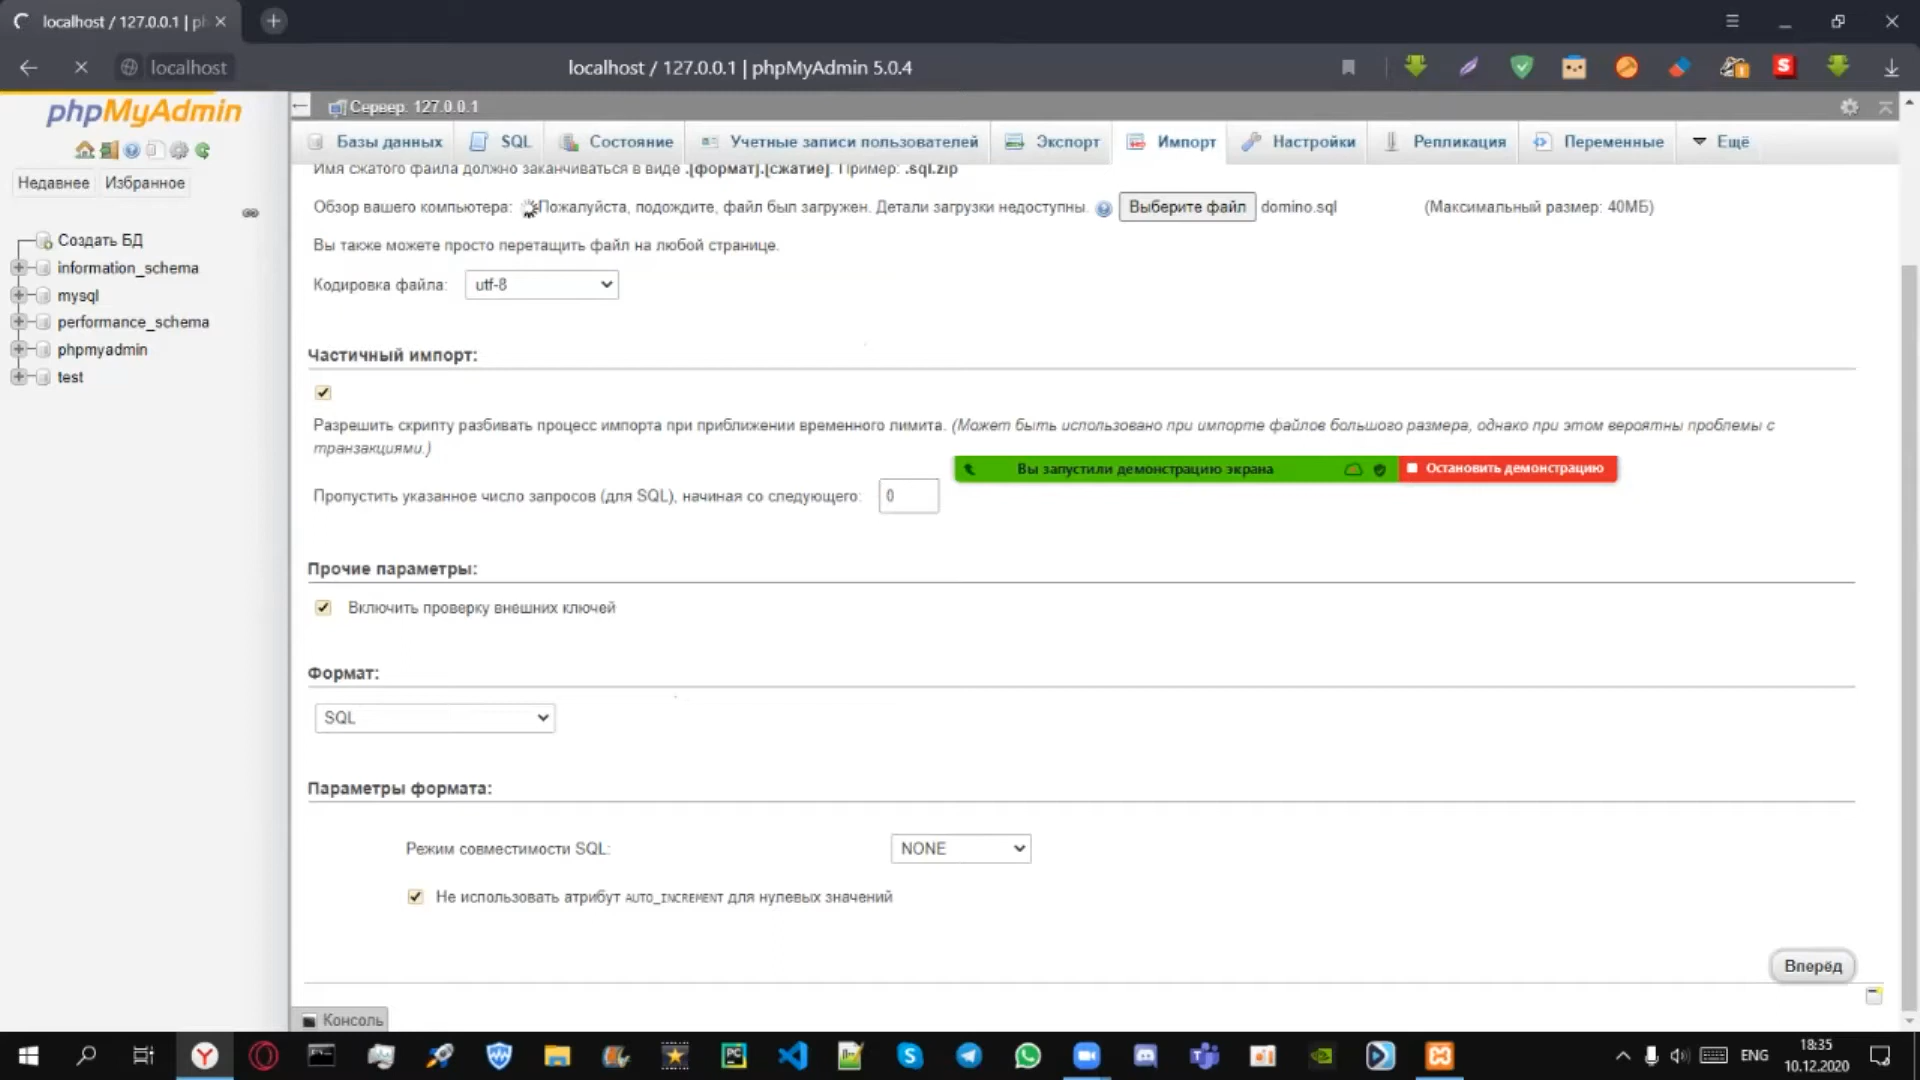 localhost / 127.0.0.1 | ph
localhost
localhost / 127.0.0.1 | phpMyAdmin 5.0.4
phpMyAdmin
Недавнее Избранное
Создать БД
information_schema
mysql
performance_schema
phpmyadmin
test
Сервер: 127.0.0.1
Базы данных SQL Состояние Учетные записи пользователей Экспорт Импорт Настройки Репликация Переменные Ещё
Имя сжатого файла должно заканчиваться в виде .[формат].[сжатие]. Пример: .sql.zip
Обзор вашего компьютера: Пожалуйста, подождите, файл был загружен. Детали загрузки недоступны. Выберите файл domino.sql (Максимальный размер: 40МБ)
Вы также можете просто перетащить файл на любой странице.
Кодировка файла: utf-8
Частичный импорт:
Разрешить скрипту разбивать процесс импорта при приближении временного лимита. (Может быть использовано при импорте файлов большого размера, однако при этом вероятны проблемы с
транзакциями.)
Вы запустили демонстрацию экрана Остановить демонстрацию
Пропустить указанное число запросов (для SQL), начиная со следующего: 0
Прочие параметры:
Включить проверку внешних ключей
Формат:
SQL
Параметры формата:
Режим совместимости SQL: NONE
Не использовать атрибут AUTO_INCREMENT для нулевых значений
Вперёд
Консоль
ENG
18:35
10.12.2020